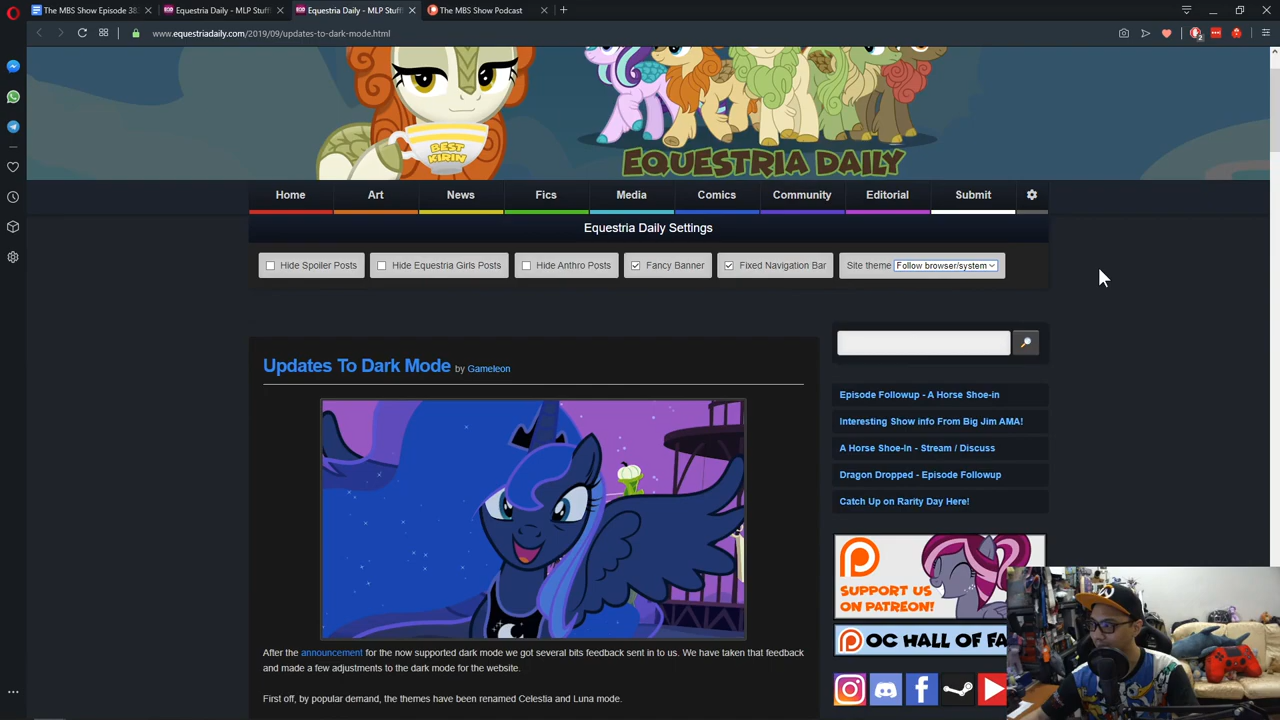 The MBS Show Episode 38
Equestria Daily - MLP Stuff
Equestria Daily - MLP Stuff
The MBS Show Podcast
www.equestriadaily.com/2019/09/updates-to-dark-mode.html
2
BEST
KIRIN
EQUESTRIA DAILY
Home Art News Fics Media Comics Community Editorial Submit
Equestria Daily Settings
Hide Spoiler Posts Hide Equestria Girls Posts Hide Anthro Posts Fancy Banner Fixed Navigation Bar Site theme Follow browser/system
Updates To Dark Mode by Gameleon
Episode Followup - A Horse Shoe-in
Interesting Show info From Big Jim AMA!
A Horse Shoe-In - Stream / Discuss
Dragon Dropped - Episode Followup
Catch Up on Rarity Day Here!
SUPPORT US
ON PATREON!
OC HALL OF FA
After the announcement for the now supported dark mode we got several bits feedback sent in to us. We have taken that feedback
and made a few adjustments to the dark mode for the website.
First off, by popular demand, the themes have been renamed Celestia and Luna mode.